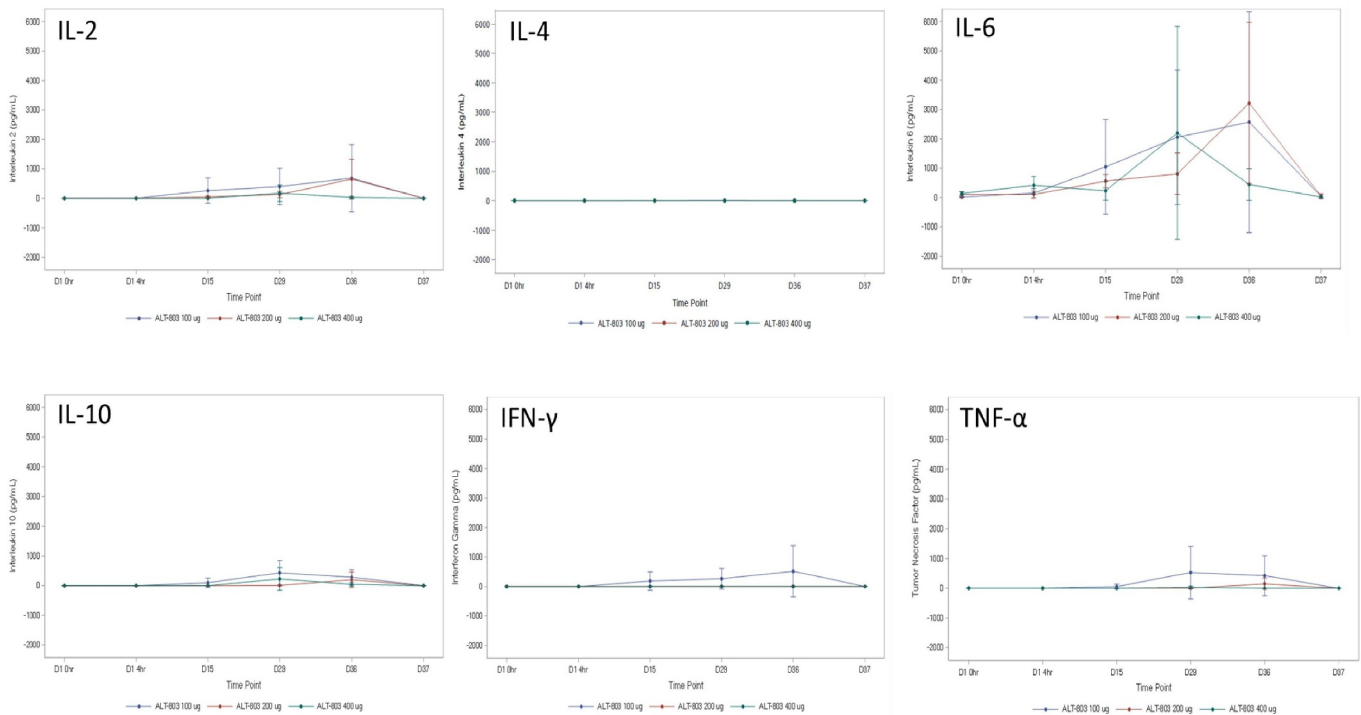 IL-2
6000
5000
4000
3000
2000
1000
0
-1000
-2000
Interleukin 2 (pg/mL)
D1 0hr D1 4hr D15 D29 D36 D37
Time Point
ALT-803 100 ug ALT-803 200 ug ALT-803 400 ug
IL-4
6000
5000
4000
3000
2000
1000
0
-1000
-2000
Interleukin 4 (pg/mL)
D1 0hr D1 4hr D15 D29 D36 D37
Time Point
ALT-803 100 ug ALT-803 200 ug ALT-803 400 ug
IL-6
6000
5000
4000
3000
2000
1000
0
-1000
-2000
Interleukin 6 (pg/mL)
D1 0hr D1 4hr D15 D29 D36 D37
Time Point
ALT-803 100 ug ALT-803 200 ug ALT-803 400 ug
IL-10
6000
5000
4000
3000
2000
1000
0
-1000
-2000
Interleukin 10 (pg/mL)
D1 0hr D1 4hr D15 D29 D36 D37
Time Point
ALT-803 100 ug ALT-803 200 ug ALT-803 400 ug
IFN-γ
6000
5000
4000
3000
2000
1000
0
-1000
-2000
Interferon Gamma (pg/mL)
D1 0hr D1 4hr D15 D29 D36 D37
Time Point
ALT-803 100 ug ALT-803 200 ug ALT-803 400 ug
TNF-α
6000
5000
4000
3000
2000
1000
0
-1000
-2000
Tumor Necrosis Factor (pg/mL)
D1 0hr D1 4hr D15 D29 D36 D37
Time Point
ALT-803 100 ug ALT-803 200 ug ALT-803 400 ug